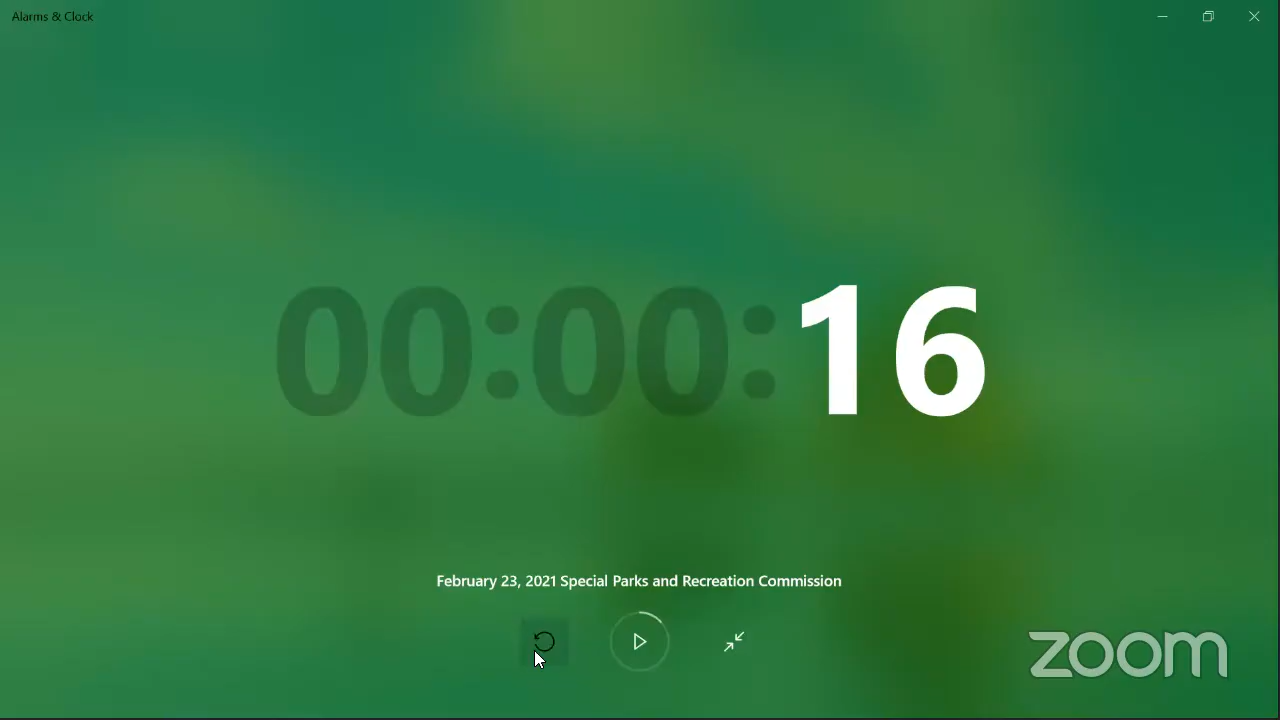 Alarms & Clock
00:00:16
February 23, 2021 Special Parks and Recreation Commission
zoom